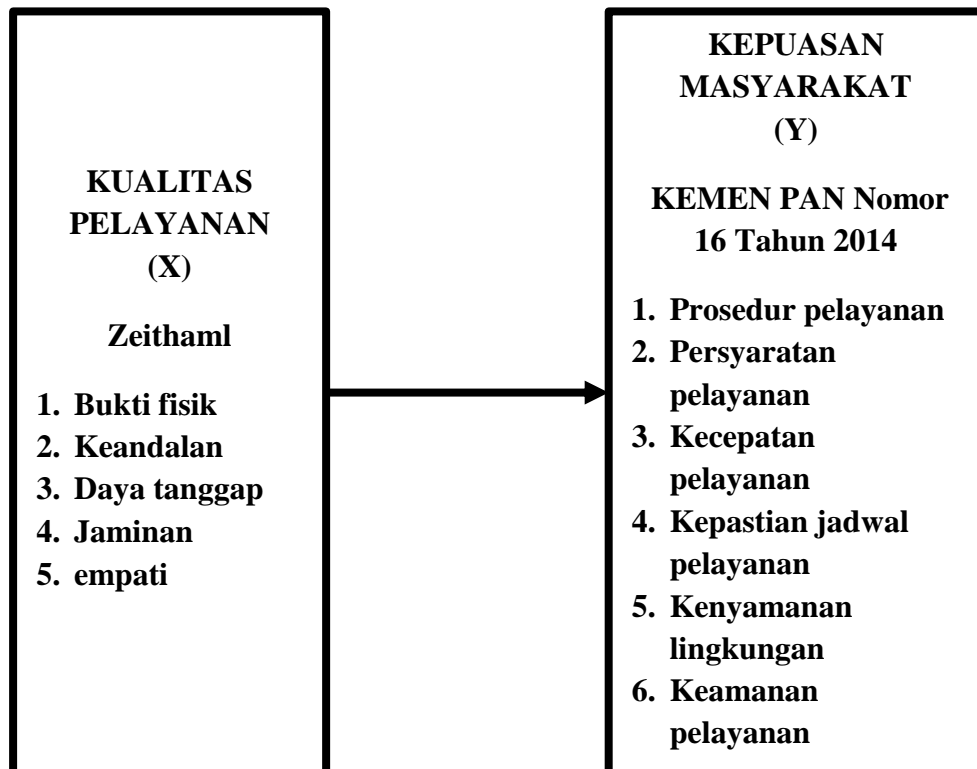 KUALITAS
PELAYANAN
(X)
Zeithaml
1. Bukti fisik
2. Keandalan
3. Daya tanggap
4. Jaminan
5. empati
KEPUASAN
MASYARAKAT
(Y)
KEMEN PAN Nomor
16 Tahun 2014
1. Prosedur pelayanan
2. Persyaratan
pelayanan
3. Kecepatan
pelayanan
4. Kepastian jadwal
pelayanan
5. Kenyamanan
lingkungan
6. Keamanan
pelayanan